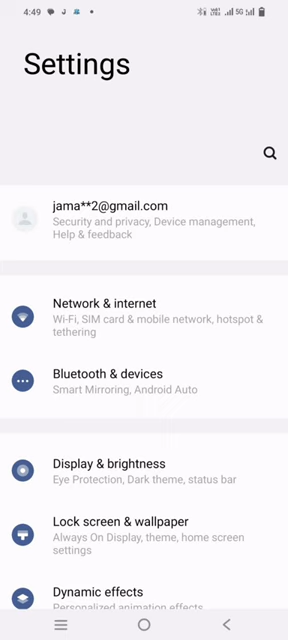 4:49
5G
Settings
jama**2@gmail.com
Security and privacy, Device management,
Help & feedback
Network & internet
Wi-Fi, SIM card & mobile network, hotspot &
tethering
Bluetooth & devices
Smart Mirroring, Android Auto
Display & brightness
Eye Protection, Dark theme, status bar
Lock screen & wallpaper
Always On Display, theme, home screen
settings
Dynamic effects
Personalized animation effects